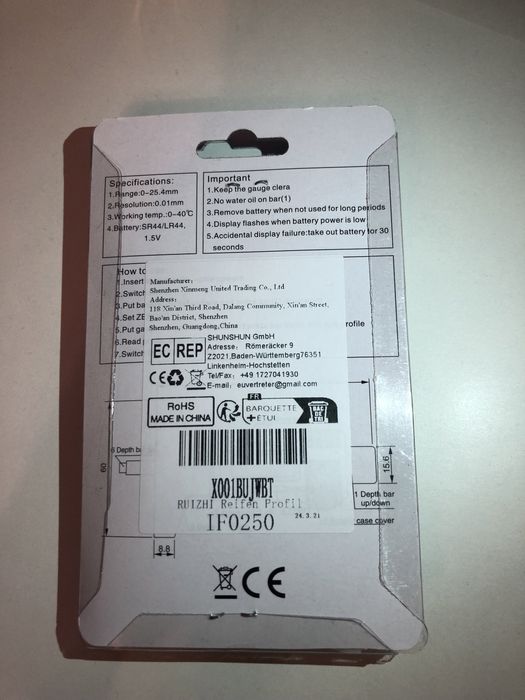 Specifications:
1.Range:0-25.4mm
2.Resolution:0.01mm
3.Working temp.:0-40℃
4.Battery:SR44/LR44,
1.5V
Important
1.Keep the gauge clera
2.No water oil on bar(1)
3.Remove battery when not used for long periods
4.Display flashes when battery power is low
5.Accidental display failure:take out battery for 30
seconds
How to
1.Insert
2.Switch
3.Put ba
4.Set ZE
5.Put ga
rofile
6.Read
7.Switch
Manufacturer:
Shenzhen Xinmeng United Trading Co., Ltd
Address:
118 Xin'an Third Road, Dalang Community, Xin'an Street,
Bao'an District, Shenzhen
Shenzhen, Guangdong,China
EC REP
SHUNSHUN GmbH
Adresse: Römeräcker 9
Z2021,Baden-Württemberg76351
Linkenheim-Hochstetten
Tel/Fax: +49 1727041930
E-mail: euvertreter@gmail.com
CE
RoHS
MADE IN CHINA
FR
BARQUETTE
+ÉTUI
BAC
DE
TRI
X001BUJWBT
RUIZHI Reifen Profil
IF0250
24.3.21
6 Depth ba
60
15.6
1 Depth bar
up/down
case cover
8.8
CE